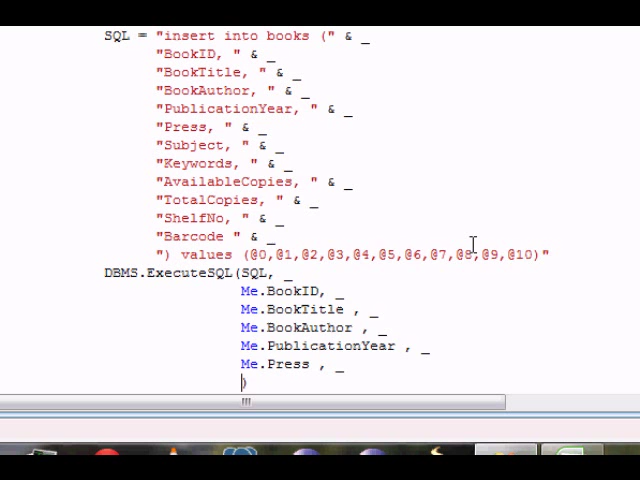 SQL = "insert into books (" & _
"BookID, " & _
"BookTitle, " & _
"BookAuthor, " & _
"PublicationYear, " & _
"Press, " & _
"Subject, " & _
"Keywords, " & _
"AvailableCopies, " & _
"TotalCopies, " & _
"ShelfNo, " & _
"Barcode " & _
") values (@0,@1,@2,@3,@4,@5,@6,@7,@8,@9,@10)"
DBMS.ExecuteSQL(SQL, _
Me.BookID, _
Me.BookTitle , _
Me.BookAuthor , _
Me.PublicationYear , _
Me.Press , _
)